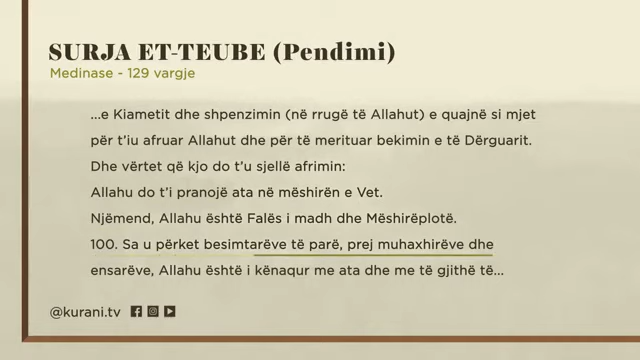 SURJA ET-TEUBE (Pendimi)
Medinase - 129 vargje
...e Kiametit dhe shpenzimin (në rrugë të Allahut) e quajnë si mjet
për t'iu afruar Allahut dhe për të merituar bekimin e të Dërguarit.
Dhe vërtet që kjo do t'u sjellë afrimin:
Allahu do t'i pranojë ata në mëshirën e Vet.
Njëmend, Allahu është Falës i madh dhe Mëshirëplotë.
100. Sa u përket besimtarëve të parë, prej muhaxhirëve dhe
ensarëve, Allahu është i kënaqur me ata dhe me të gjithë të...
@kurani.tv